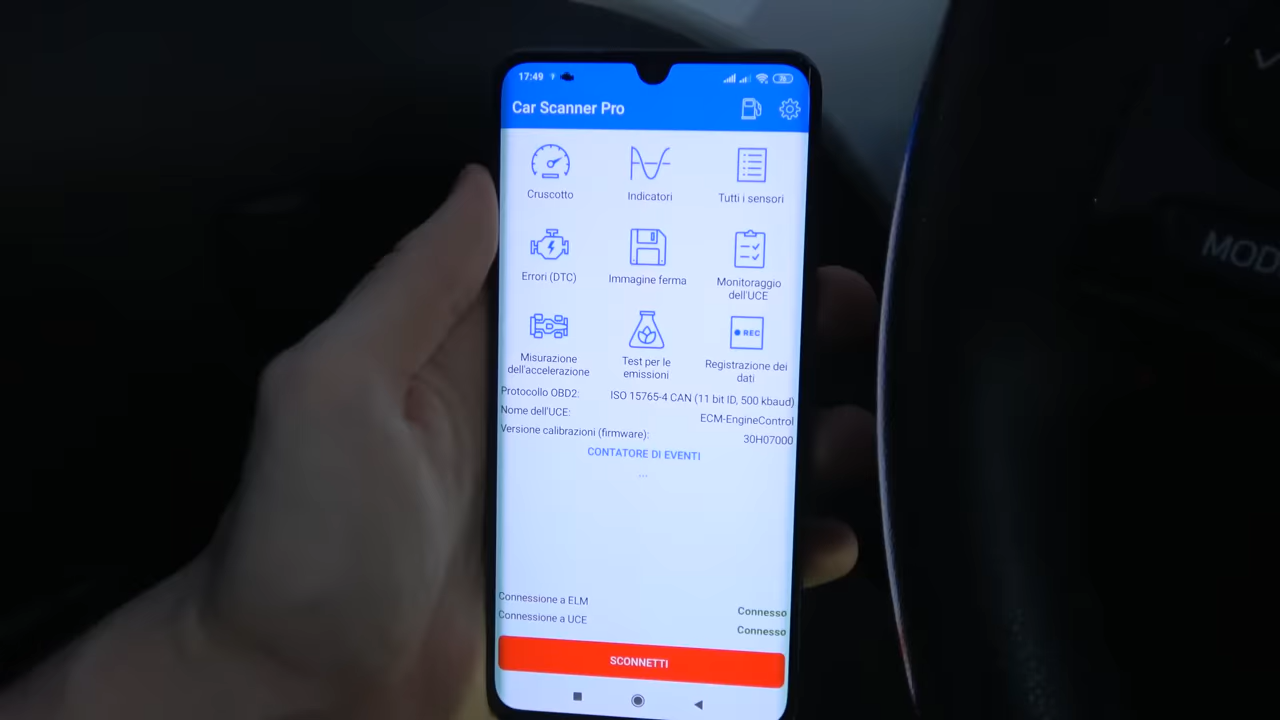 17:49
Car Scanner Pro
Cruscotto
Indicatori
Tutti i sensori
Errori (DTC)
Immagine ferma
Monitoraggio
dell'UCE
REC
Misurazione
dell'accelerazione
Test per le
emissioni
Registrazione dei
dati
Protocollo OBD2: ISO 15765-4 CAN (11 bit ID, 500 kbaud)
Nome dell'UCE: ECM-EngineControl
Versione calibrazioni (firmware): 30H07000
CONTATORE DI EVENTI
...
Connessione a ELM Connesso
Connessione a UCE Connesso
SCONNETTI
MOD